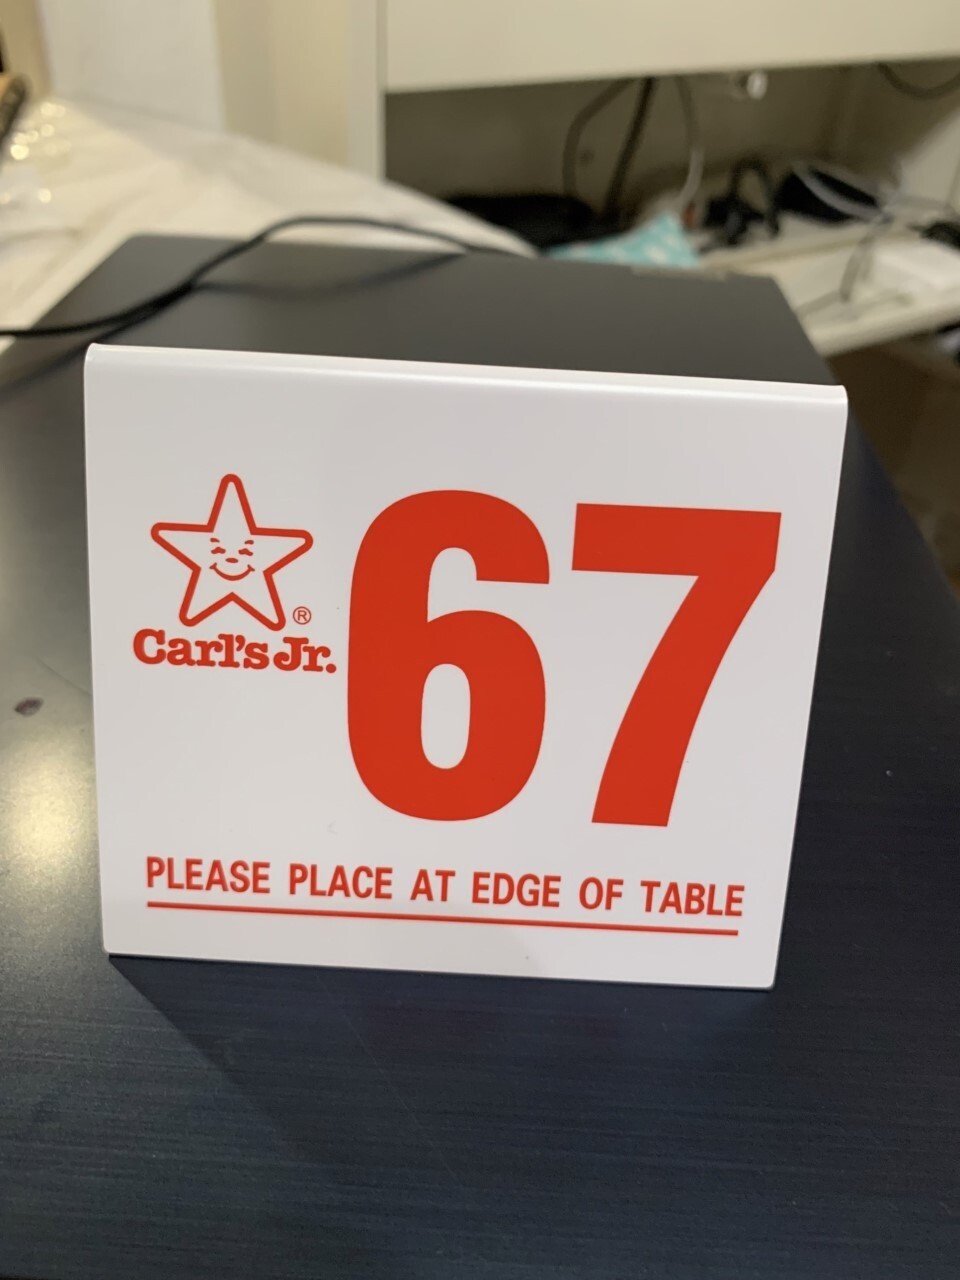 67
®
Carl's Jr.
PLEASE PLACE AT EDGE OF TABLE